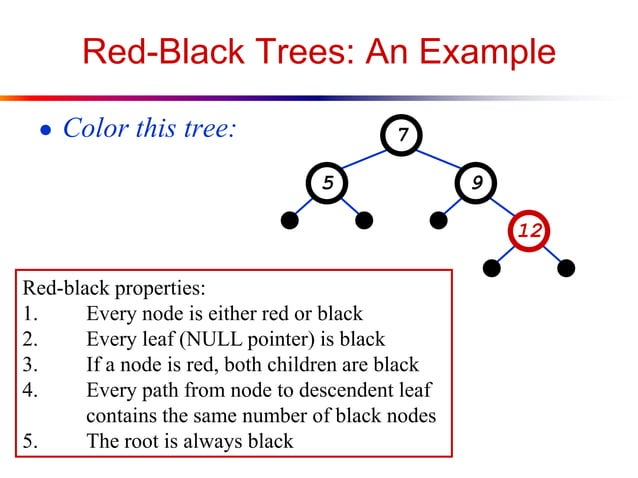 Red-Black Trees: An Example
● Color this tree:
7
5
9
12
Red-black properties:
1. Every node is either red or black
2. Every leaf (NULL pointer) is black
3. If a node is red, both children are black
4. Every path from node to descendent leaf
contains the same number of black nodes
5. The root is always black